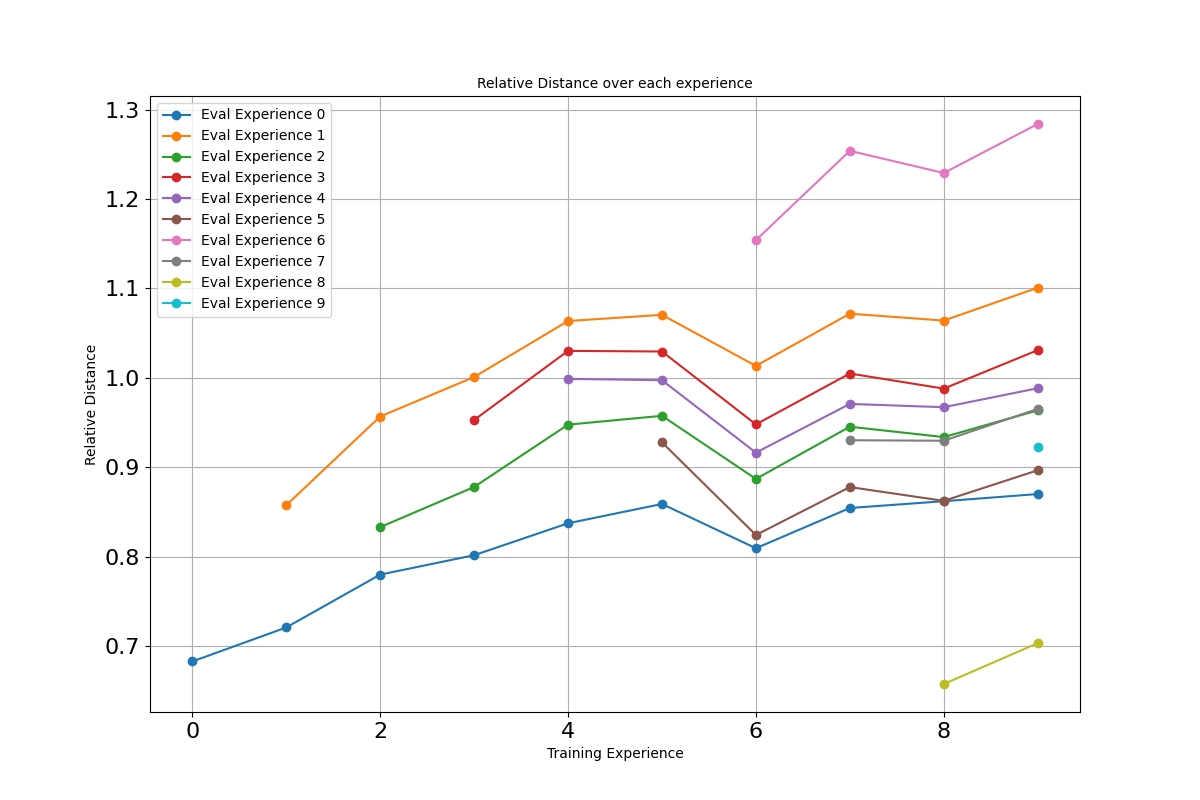 Relative Distance over each experience
1.3
1.2
1.1
1.0
0.9
0.8
0.7
Relative Distance
Eval Experience 0
Eval Experience 1
Eval Experience 2
Eval Experience 3
Eval Experience 4
Eval Experience 5
Eval Experience 6
Eval Experience 7
Eval Experience 8
Eval Experience 9
0 2 4 6 8
Training Experience